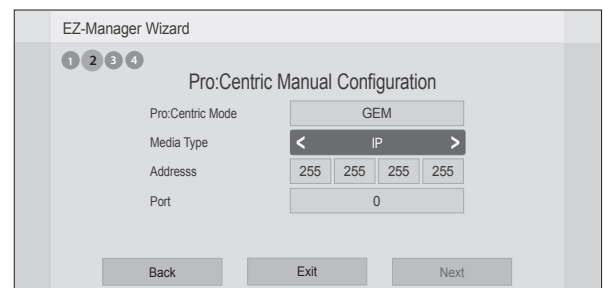 EZ-Manager Wizard
1 2 3 4
Pro:Centric Manual Configuration
Pro:Centric Mode GEM
Media Type < IP >
Addresss 255 255 255 255
Port 0
Back Exit Next